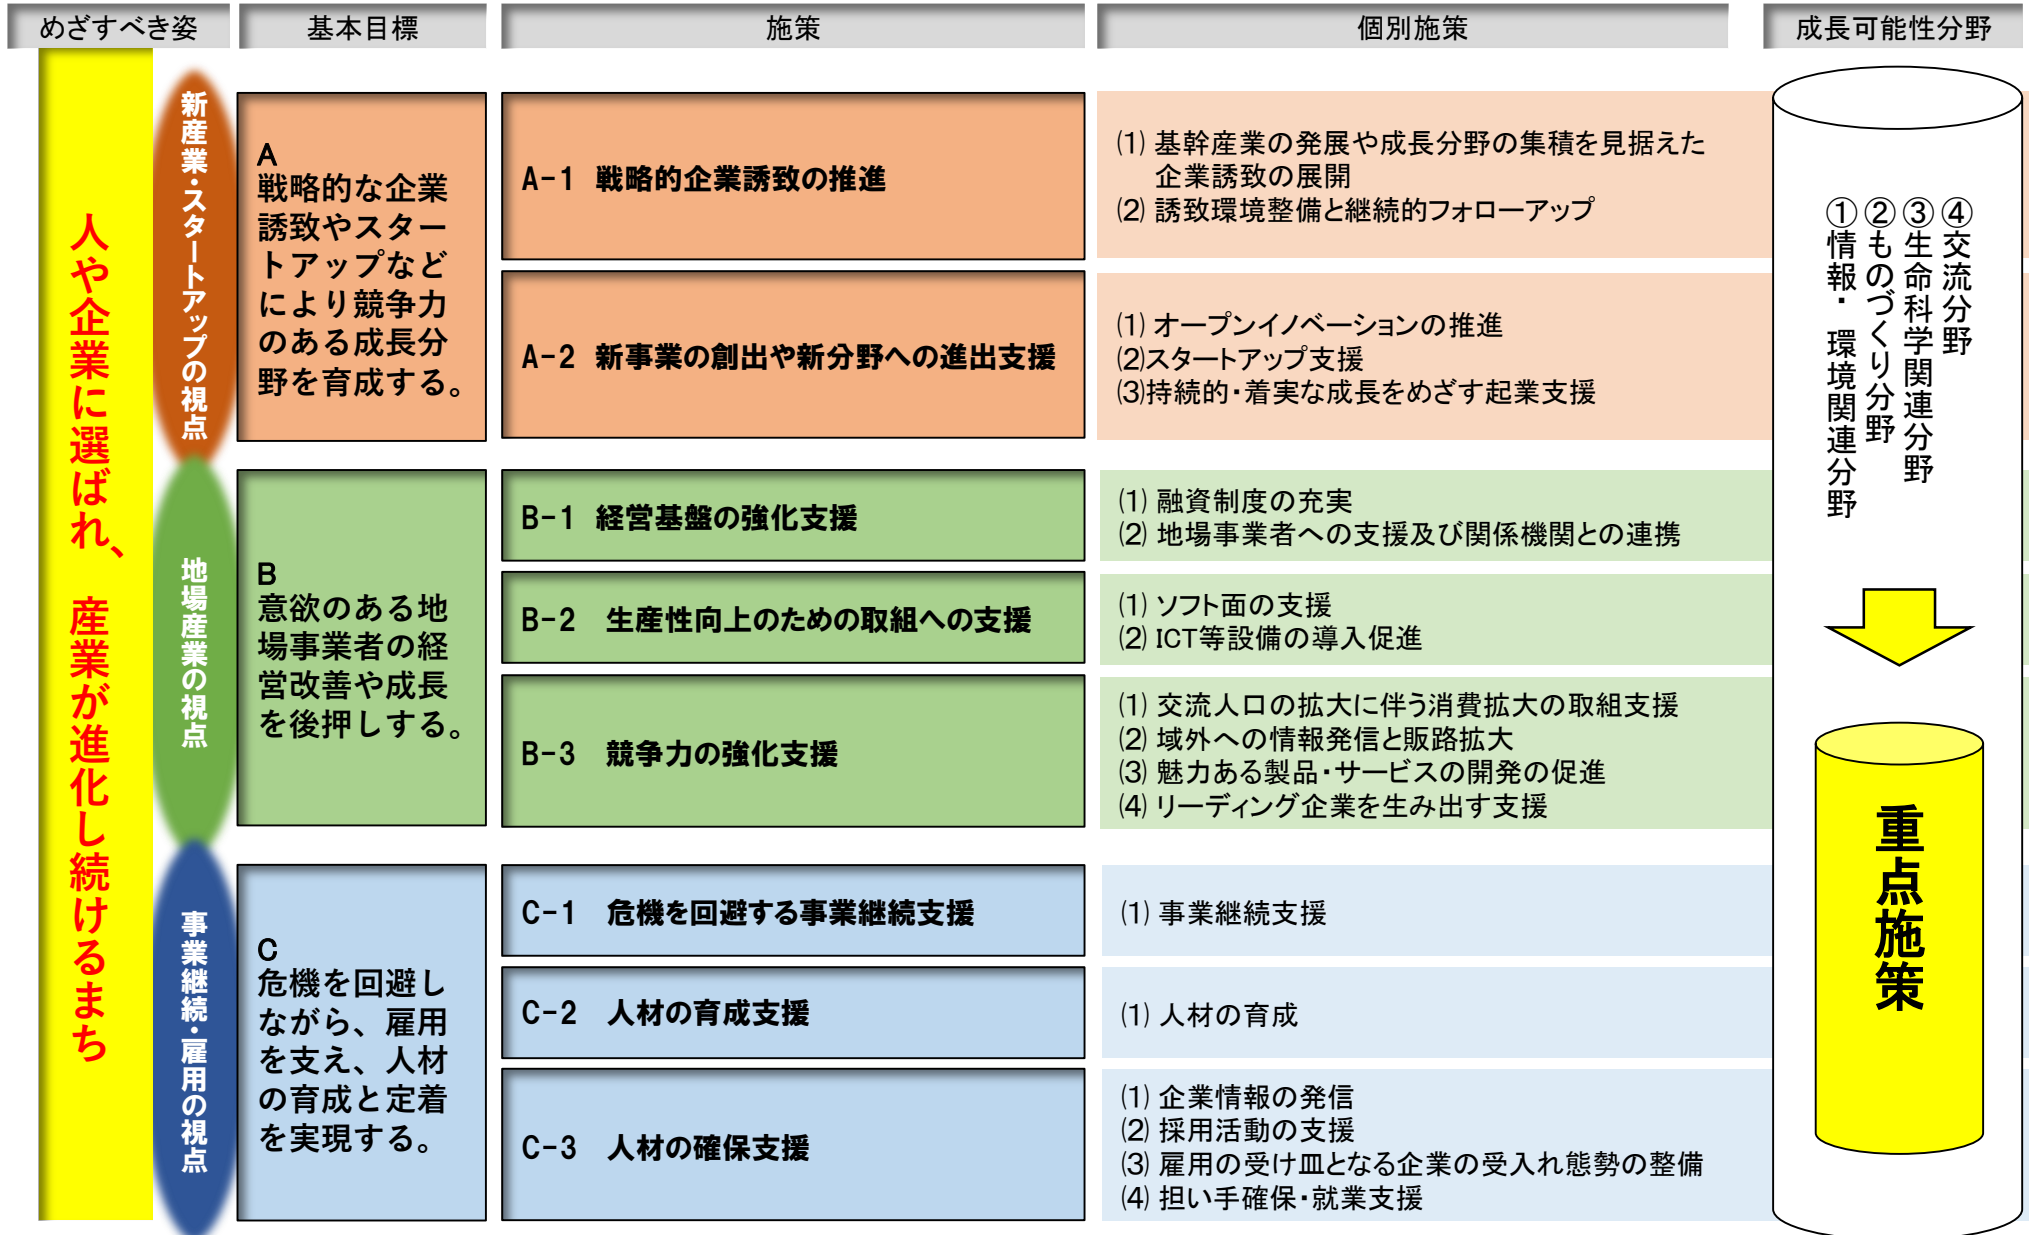 めざすべき姿
基本目標
施策
個別施策
成長可能性分野
人や企業に選ばれ、　産業が進化し続けるまち
新産業・スタートアップの視点
A
戦略的な企業
誘致やスター
トアップなど
により競争力
のある成長分
野を育成する。
A-1 戦略的企業誘致の推進
(1) 基幹産業の発展や成長分野の集積を見据えた
企業誘致の展開
(2) 誘致環境整備と継続的フォローアップ
A-2 新事業の創出や新分野への進出支援
(1) オープンイノベーションの推進
(2)スタートアップ支援
(3)持続的・着実な成長をめざす起業支援
地場産業の視点
B
意欲のある地
場事業者の経
営改善や成長
を後押しする。
B-1 経営基盤の強化支援
(1) 融資制度の充実
(2) 地場事業者への支援及び関係機関との連携
B-2　生産性向上のための取組への支援
(1) ソフト面の支援
(2) ICT等設備の導入促進
B-3　競争力の強化支援
(1) 交流人口の拡大に伴う消費拡大の取組支援
(2) 域外への情報発信と販路拡大
(3) 魅力ある製品・サービスの開発の促進
(4) リーディング企業を生み出す支援
事業継続・雇用の視点
C
危機を回避し
ながら、雇用
を支え、人材
の育成と定着
を実現する。
C-1　危機を回避する事業継続支援
(1) 事業継続支援
C-2　人材の育成支援
(1) 人材の育成
C-3　人材の確保支援
(1) 企業情報の発信
(2) 採用活動の支援
(3) 雇用の受け皿となる企業の受入れ態勢の整備
(4) 担い手確保・就業支援
①情報・ 環境関連分野
②ものづくり分野
③生命科学関連分野
④交流分野
重点施策